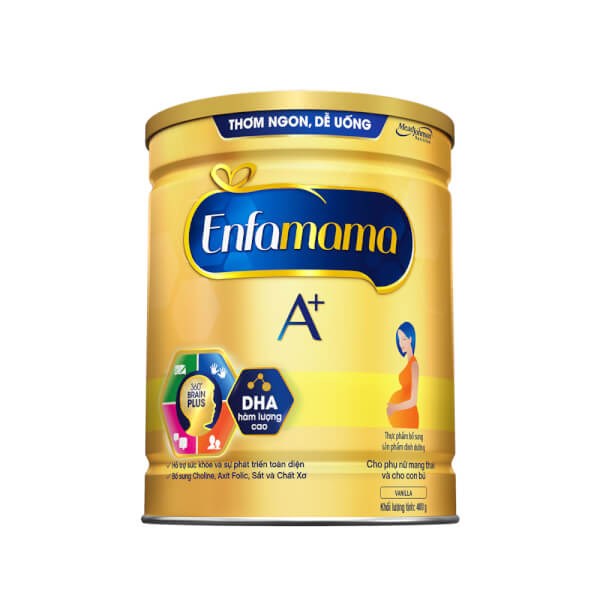 THƠM NGON, DỄ UỐNG
MeadJohnson
Enfamama
A+
360°
BRAIN
PLUS
DHA
hàm lượng
cao
Hỗ trợ sức khỏe và sự phát triển toàn diện
Bổ sung Choline, Axit Folic, Sắt và Chất Xơ
Thực phẩm bổ sung
sản phẩm dinh dưỡng
Cho phụ nữ mang thai
và cho con bú
VANILLA
Khối lượng tịnh: 400 g